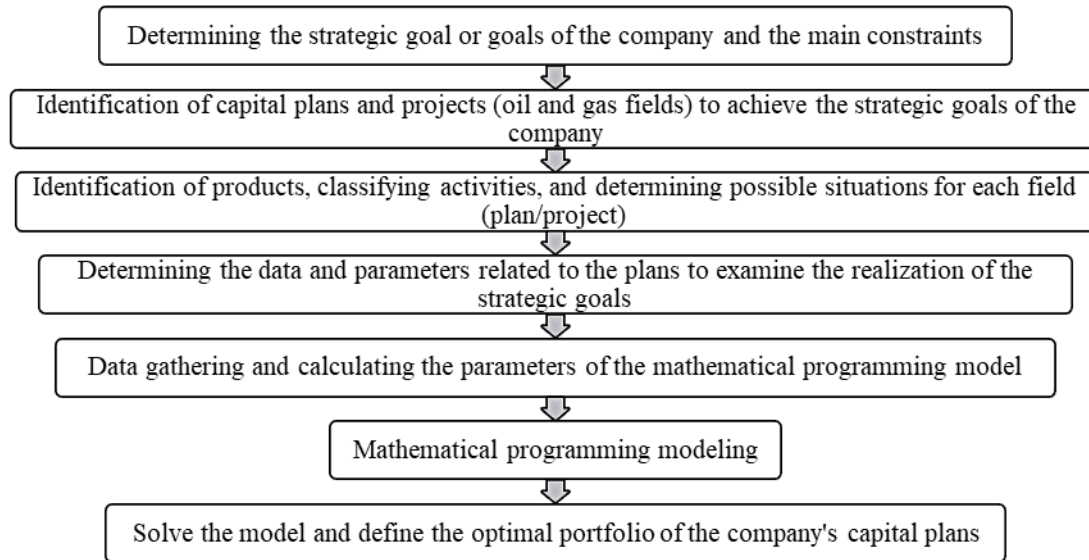 Determining the strategic goal or goals of the company and the main constraints
Identification of capital plans and projects (oil and gas fields) to achieve the strategic goals of the
company
Identification of products, classifying activities, and determining possible situations for each field
(plan/project)
Determining the data and parameters related to the plans to examine the realization of the
strategic goals
Data gathering and calculating the parameters of the mathematical programming model
Mathematical programming modeling
Solve the model and define the optimal portfolio of the company's capital plans